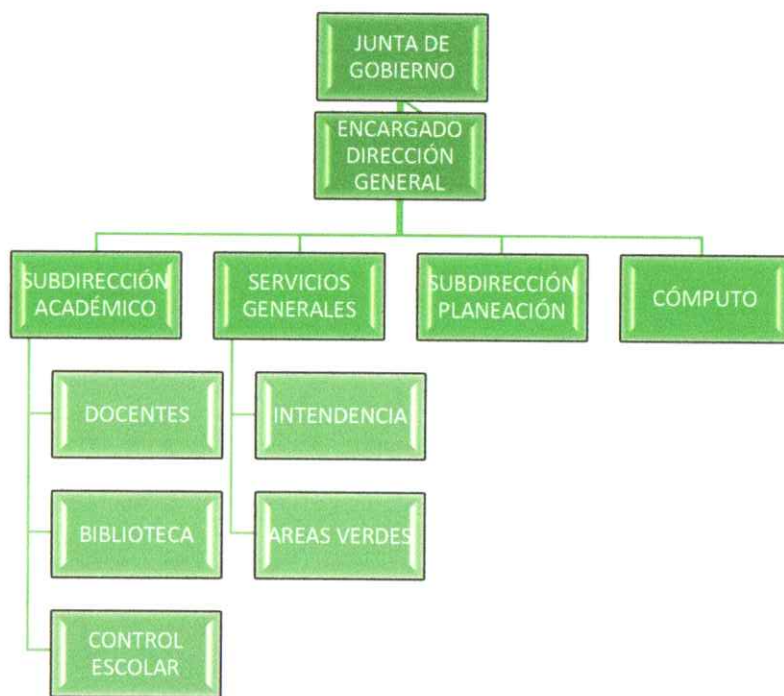 JUNTA DE
GOBIERNO
ENCARGADO
DIRECCIÓN
GENERAL
SUBDIRECCIÓN
ACADÉMICO
SERVICIOS
GENERALES
SUBDIRECCIÓN
PLANEACIÓN
CÓMPUTO
DOCENTES
INTENDENCIA
BIBLIOTECA
AREAS VERDES
CONTROL
ESCOLAR